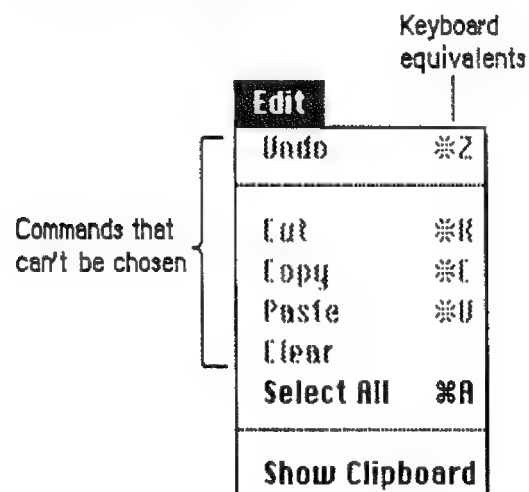 Keyboard
equivalents
Edit
Undo ⌘Z
Commands that
can't be chosen
Cut ⌘X
Copy ⌘C
Paste ⌘V
Clear
Select All ⌘A
Show Clipboard